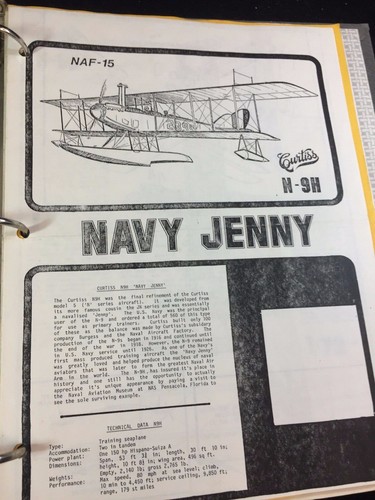 NAF-15
Curtiss
N-9H
NAVY JENNY
CURTISS N9H 'NAVY JENNY'
The Curtiss N9H was the final refinement of the Curtiss
model 5 ('N' series aircraft). It was developed from
its more famous cousin the JN series and was essentially
a navalised 'Jenny'. The U.S. Navy was the principal
user of the N-9 and ordered a total of 560 of this type
for use as primary trainers. Curtiss built only 100
of these as the balance was made by Curtiss's subsidary
company Burgess and the Naval Aircraft Factory. The
production of the N-9s began in 1916 and continued until
the end of the war in 1918. However, the N-9 remained
in U.S. Navy service until 1926. As one of the Navy's
first mass produced training aircraft the 'Navy Jenny'
was greatly loved and helped produce the nucleus of naval
aviators that was later to form the greatest Naval Air
Arm in the world. The N-9H, has insured it's place in
history and one still has the opportunity to actually
appreciate it's unique appearance by paying a visit to
the Naval Aviation Museum at NAS Pensacola, Florida to
see the sole surviving example.
TECHNICAL DATA N9H
Type: Training seaplane
Accommodation: Two in tandem
Power plant: One 150 hp Hispano-Suiza A
Dimensions: Span, 53 ft 3¾ in; length, 30 ft 10 in;
height, 10 ft 8½ in; wing area, 496 sq ft.
Weights: Empty, 2,140 lb; gross 2,765 lb.
Performance: Max speed, 80 mph at sea level; climb,
10 min to 4,410 ft; service ceiling, 6,850 ft;
range, 179 st miles